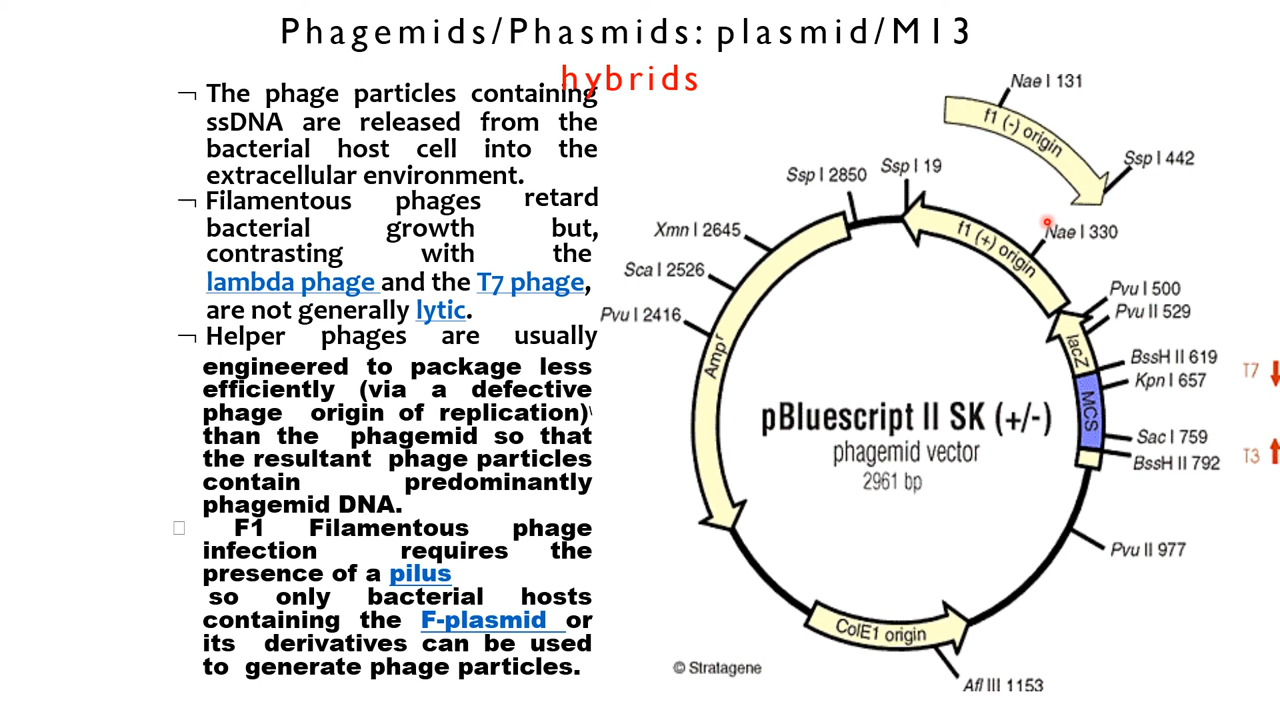 Phagemids/Phasmids: plasmid/M13
hybrids
¬ The phage particles containing
ssDNA are released from the
bacterial host cell into the
extracellular environment.
¬ Filamentous phages retard
bacterial growth but,
contrasting with the
lambda phage and the T7 phage,
are not generally lytic.
¬ Helper phages are usually
engineered to package less
efficiently (via a defective
phage origin of replication)
than the phagemid so that
the resultant phage particles
contain predominantly
phagemid DNA.
F1 Filamentous phage
infection requires the
presence of a pilus
so only bacterial hosts
containing the F-plasmid or
its derivatives can be used
to generate phage particles.
Nae I 131
f1 (-) origin
Ssp I 442
Ssp I 19
Ssp I 2850
Xmn I 2645
Sca I 2526
Pvu I 2416
Ampr
f1 (+) origin
Nae I 330
Pvu I 500
Pvu II 529
lacZ
BssH II 619
Kpn I 657
T7
MCS
Sac I 759
BssH II 792
T3
pBluescript II SK (+/-)
phagemid vector
2961 bp
Pvu II 977
ColE1 origin
Afl III 1153
© Stratagene